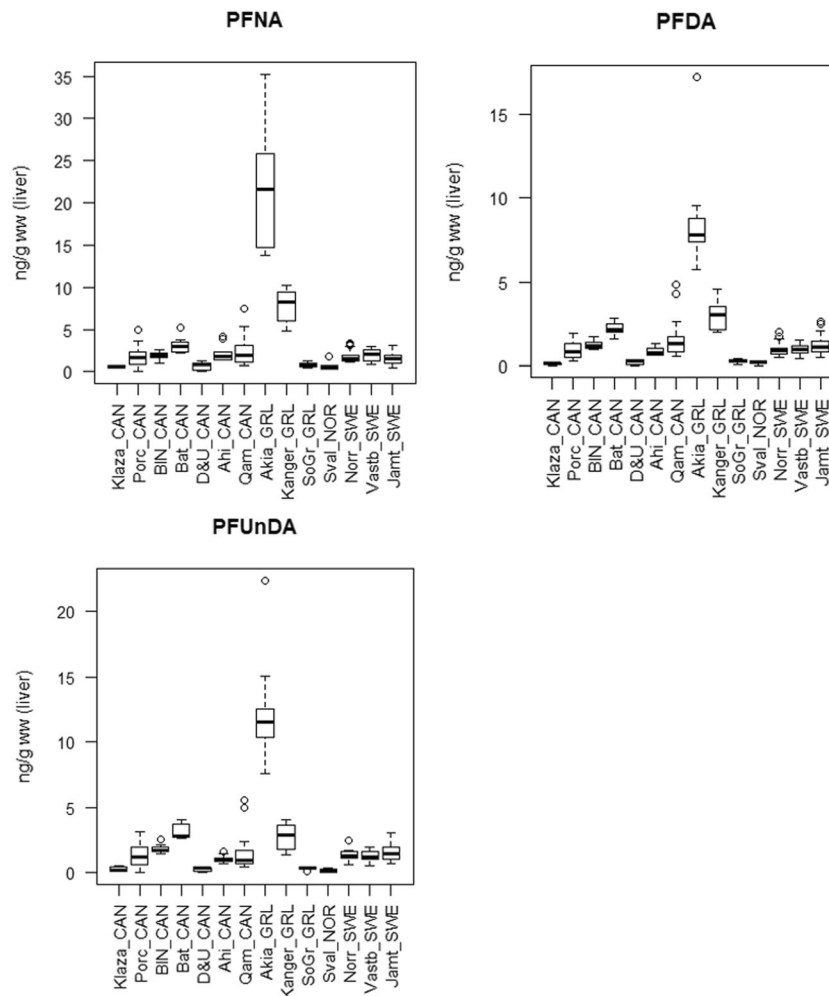 PFNA
ng/g ww (liver)
35
30
25
20
15
10
5
0
Klaza_CAN
Porc_CAN
BIN_CAN
Bat_CAN
D&U_CAN
Ahi_CAN
Qam_CAN
Akia_GRL
Kanger_GRL
SoGr_GRL
Sval_NOR
Norr_SWE
Vastb_SWE
Jamt_SWE
PFDA
ng/g ww (liver)
15
10
5
0
Klaza_CAN
Porc_CAN
BIN_CAN
Bat_CAN
D&U_CAN
Ahi_CAN
Qam_CAN
Akia_GRL
Kanger_GRL
SoGr_GRL
Sval_NOR
Norr_SWE
Vastb_SWE
Jamt_SWE
PFUnDA
ng/g ww (liver)
20
15
10
5
0
Klaza_CAN
Porc_CAN
BIN_CAN
Bat_CAN
D&U_CAN
Ahi_CAN
Qam_CAN
Akia_GRL
Kanger_GRL
SoGr_GRL
Sval_NOR
Norr_SWE
Vastb_SWE
Jamt_SWE